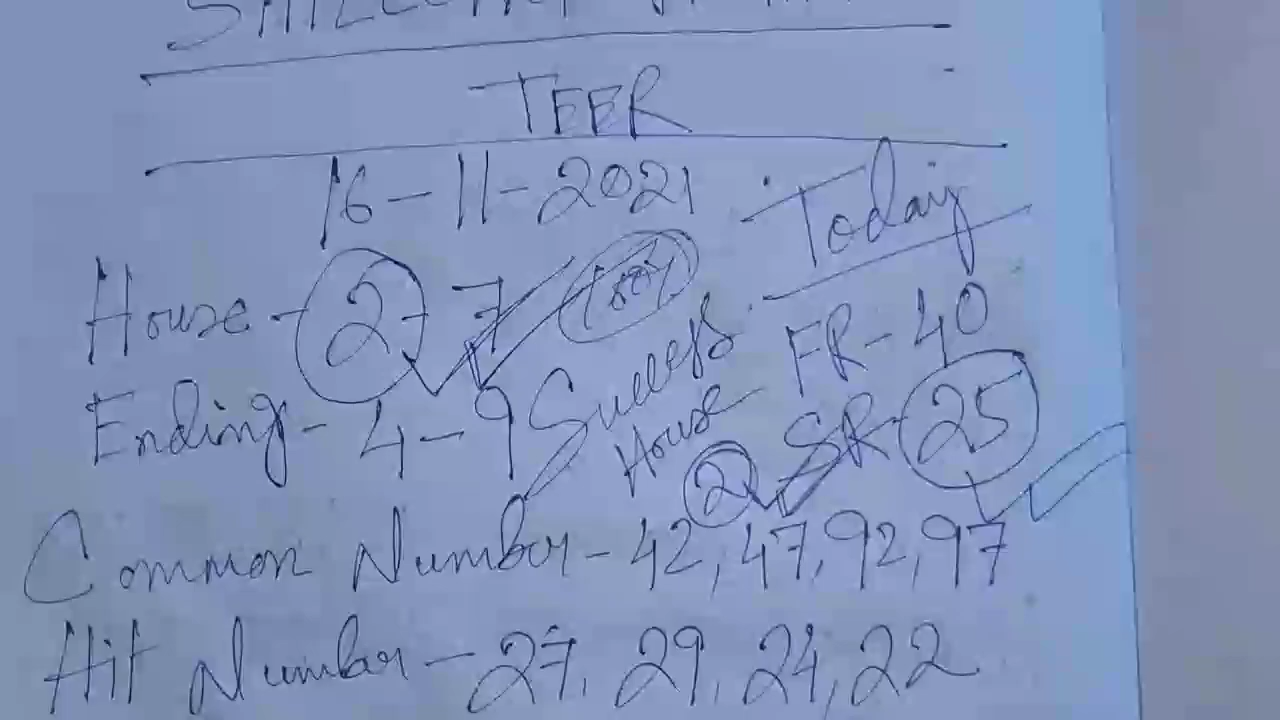 TEER
16-11-2021
Today
House - 2 - 7
Ending - 4 - 9
Success
House 2
FR - 40
SR - 25
Common Number - 42, 47, 92, 97
Hit Number - 27, 29, 24, 22